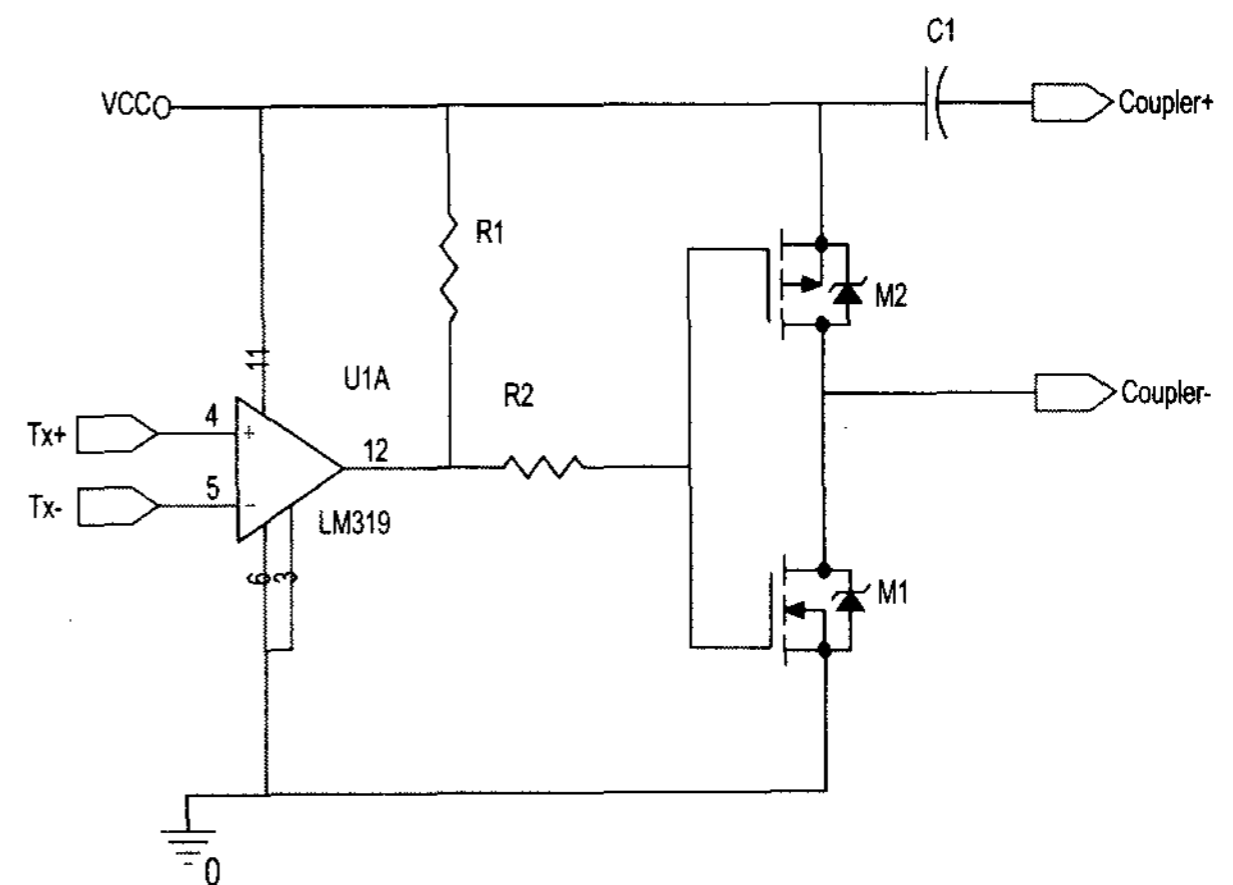 C1
VCC
Coupler+
R1
M2
11
U1A
R2
Coupler-
Tx+
4
+
12
Tx-
5
-
LM319
6
3
M1
0